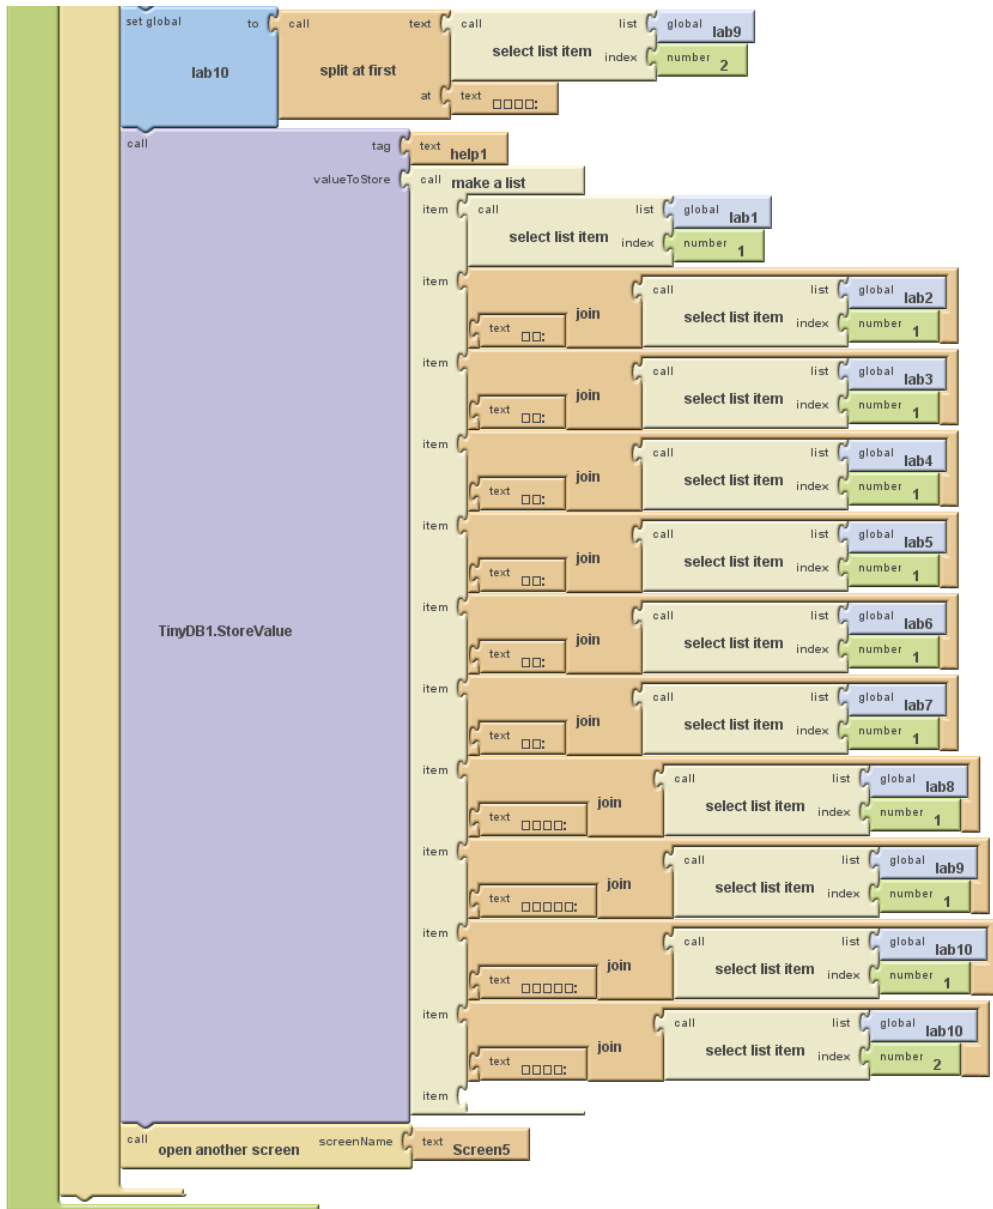 set global to call text call list global lab9
lab10 split at first select list item index number 2
at text □□□□:
call tag text help1
valueToStore call make a list
item call list global lab1
select list item index number 1
item join call list global lab2
text □□: select list item index number 1
item join call list global lab3
text □□: select list item index number 1
item join call list global lab4
text □□: select list item index number 1
item join call list global lab5
text □□: select list item index number 1
TinyDB1.StoreValue
item join call list global lab6
text □□: select list item index number 1
item join call list global lab7
text □□: select list item index number 1
item join call list global lab8
text □□□□: select list item index number 1
item join call list global lab9
text □□□□□: select list item index number 1
item join call list global lab10
text □□□□□: select list item index number 1
item join call list global lab10
text □□□□: select list item index number 2
item
call open another screen screenName text Screen5